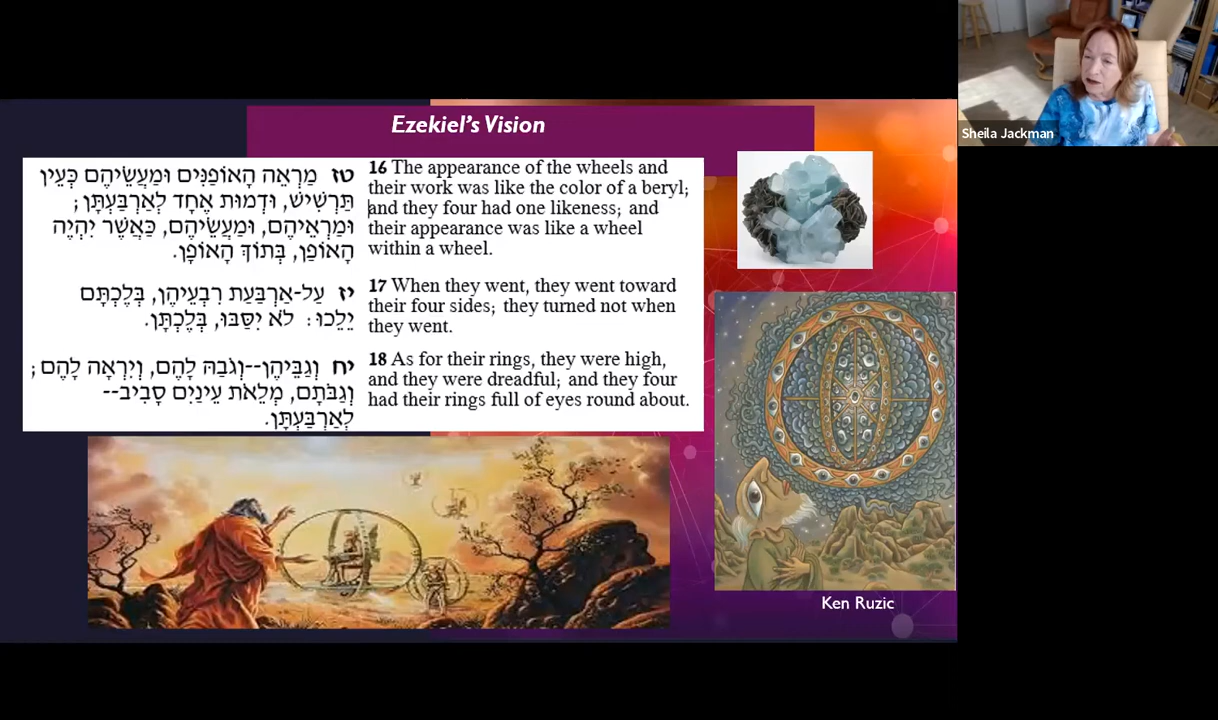 Ezekiel's Vision
טז מַרְאֵה הָאוֹפַנִּים וּמַעֲשֵׂיהֶם כְּעֵין
תַּרְשִׁישׁ, וּדְמוּת אֶחָד לְאַרְבַּעְתָּן;
וּמַרְאֵיהֶם, וּמַעֲשֵׂיהֶם, כַּאֲשֶׁר יִהְיֶה
הָאוֹפַן, בְּתוֹךְ הָאוֹפָן.
16 The appearance of the wheels and
their work was like the color of a beryl;
and they four had one likeness; and
their appearance was like a wheel
within a wheel.
יז עַל-אַרְבַּעַת רִבְעֵיהֶן, בְּלֶכְתָּם
יֵלֵכוּ: לֹא יִסַּבּוּ, בְּלֶכְתָּן.
17 When they went, they went toward
their four sides; they turned not when
they went.
יח וְגַבֵּיהֶן--וְגֹבַהּ לָהֶם, וְיִרְאָה לָהֶם;
וְגַבֹּתָם, מְלֵאֹת עֵינַיִם סָבִיב--
לְאַרְבַּעְתָּן.
18 As for their rings, they were high,
and they were dreadful; and they four
had their rings full of eyes round about.
Ken Ruzic
Sheila Jackman